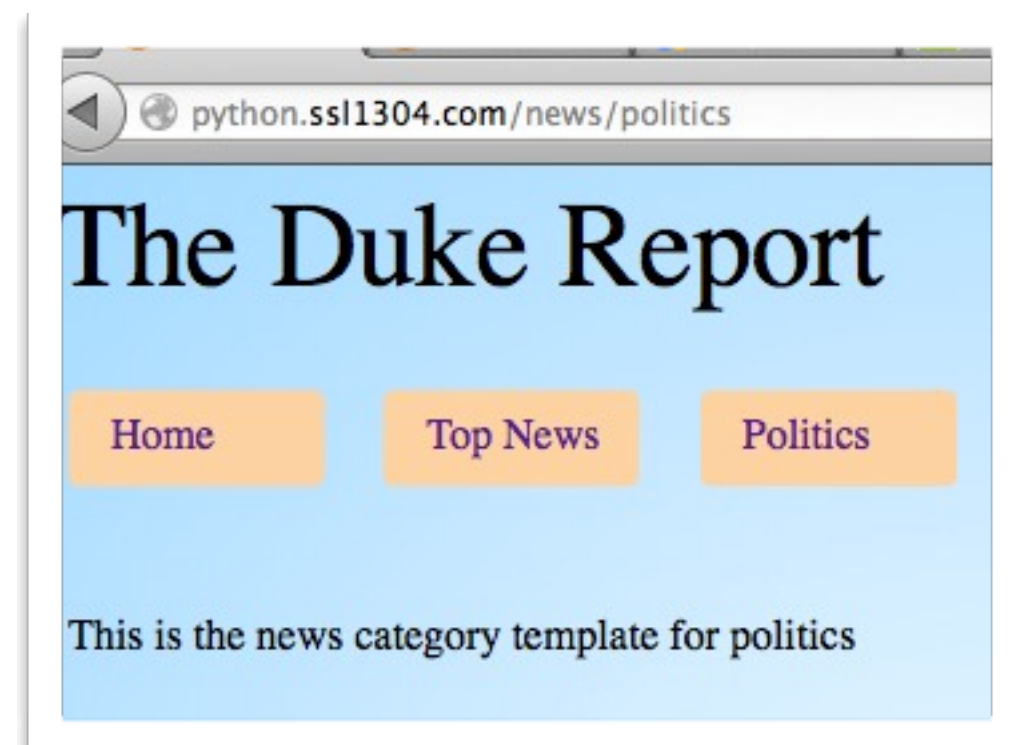 python.ssl1304.com/news/politics
The Duke Report
Home Top News Politics
This is the news category template for politics